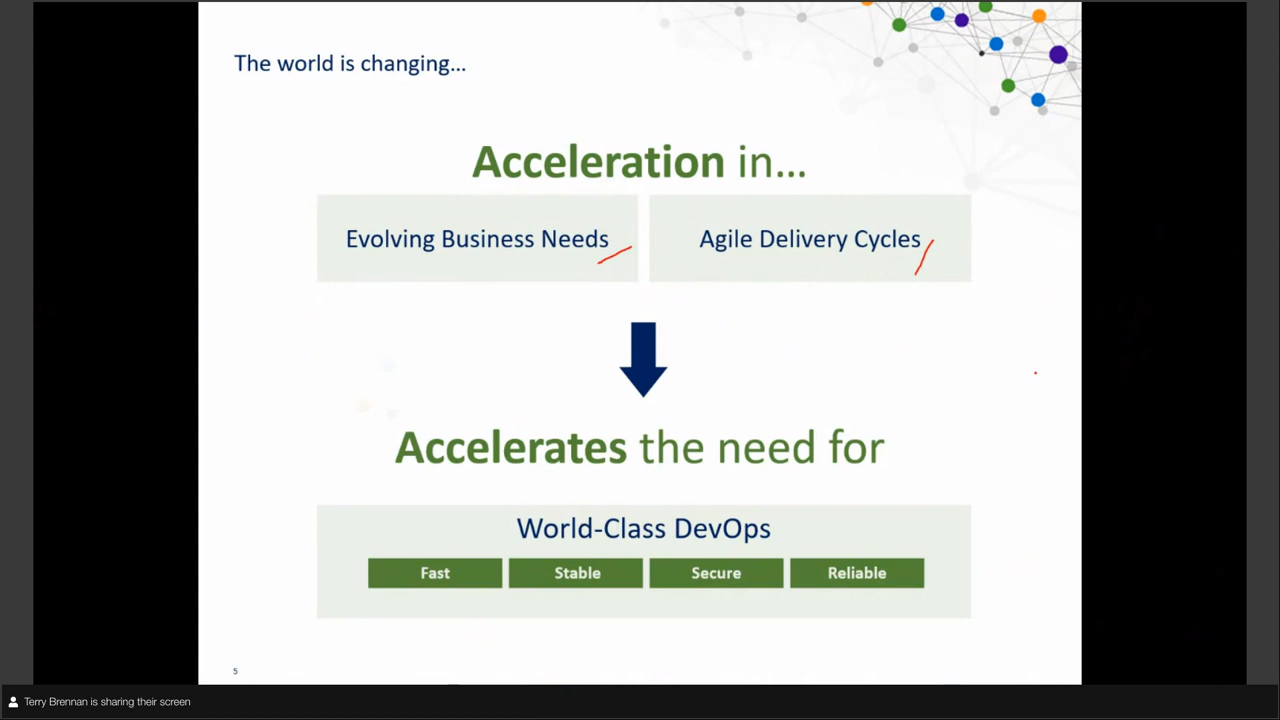 The world is changing...
Acceleration in...
Evolving Business Needs
Agile Delivery Cycles
Accelerates the need for
World-Class DevOps
Fast
Stable
Secure
Reliable
5
Terry Brennan is sharing their screen